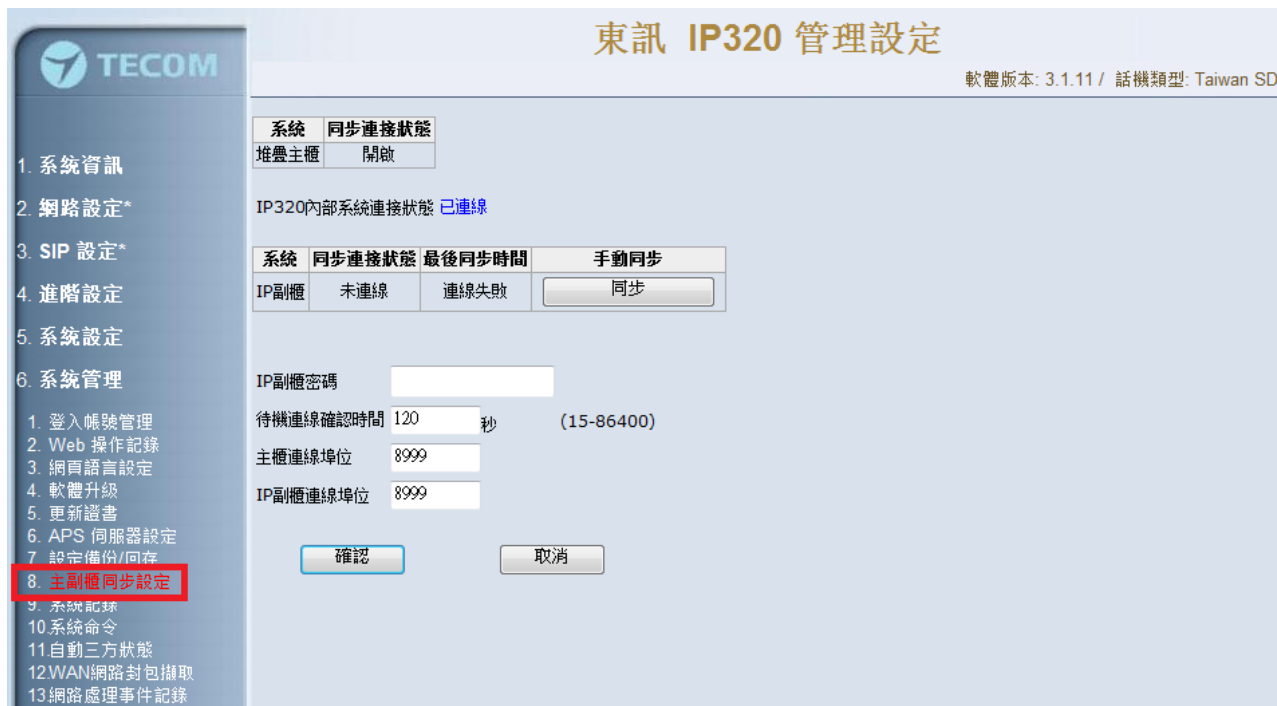 東訊 IP320 管理設定
TECOM
軟體版本: 3.1.11 / 話機類型: Taiwan SD
1. 系統資訊
2. 網路設定*
3. SIP 設定*
4. 進階設定
5. 系統設定
6. 系統管理
1. 登入帳號管理
2. Web 操作記錄
3. 網頁語言設定
4. 軟體升級
5. 更新證書
6. APS 伺服器設定
7. 設定備份/回存
8. 主副櫃同步設定
9. 系統記錄
10.系統命令
11.自動三方狀態
12.WAN網路封包擷取
13.網路處理事件記錄
系統 同步連接狀態
堆疊主櫃 開啟
IP320內部系統連接狀態 已連線
系統 同步連接狀態 最後同步時間 手動同步
IP副櫃 未連線 連線失敗 同步
IP副櫃密碼
待機連線確認時間 120 秒 (15-86400)
主櫃連線埠位 8999
IP副櫃連線埠位 8999
確認 取消